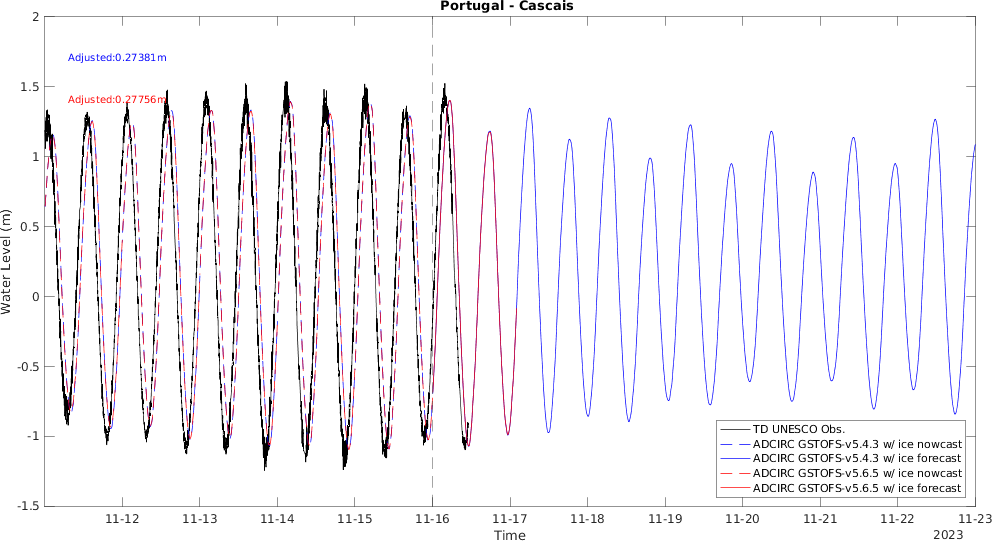 Portugal - Cascais
2
1.5
1
0.5
0
-0.5
-1
-1.5
Water Level (m)
Adjusted:0.27381m
Adjusted:0.27756m
TD UNESCO Obs.
ADCIRC GSTOFS-v5.4.3 w/ ice nowcast
ADCIRC GSTOFS-v5.4.3 w/ ice forecast
ADCIRC GSTOFS-v5.6.5 w/ ice nowcast
ADCIRC GSTOFS-v5.6.5 w/ ice forecast
11-12 11-13 11-14 11-15 11-16 11-17 11-18 11-19 11-20 11-21 11-22 11-23
Time
2023